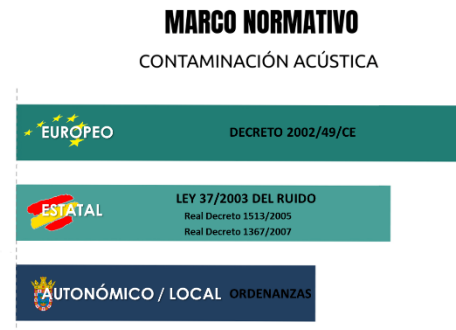 MARCO NORMATIVO
CONTAMINACIÓN ACÚSTICA
EUROPEO DECRETO 2002/49/CE
ESTATAL LEY 37/2003 DEL RUIDO
Real Decreto 1513/2005
Real Decreto 1367/2007
AUTONÓMICO / LOCAL ORDENANZAS